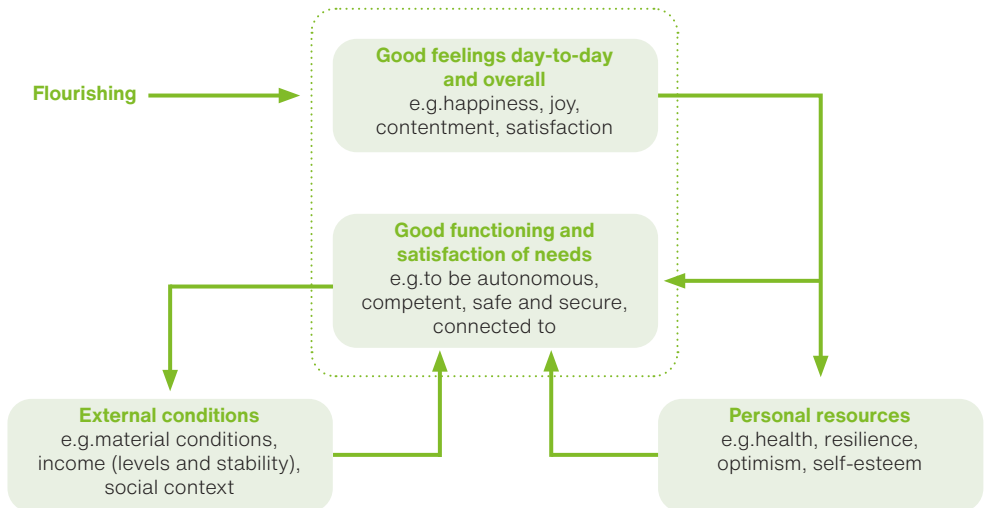 Flourishing
Good feelings day-to-day
and overall
e.g.happiness, joy,
contentment, satisfaction
Good functioning and
satisfaction of needs
e.g.to be autonomous,
competent, safe and secure,
connected to
External conditions
e.g.material conditions,
income (levels and stability),
social context
Personal resources
e.g.health, resilience,
optimism, self-esteem